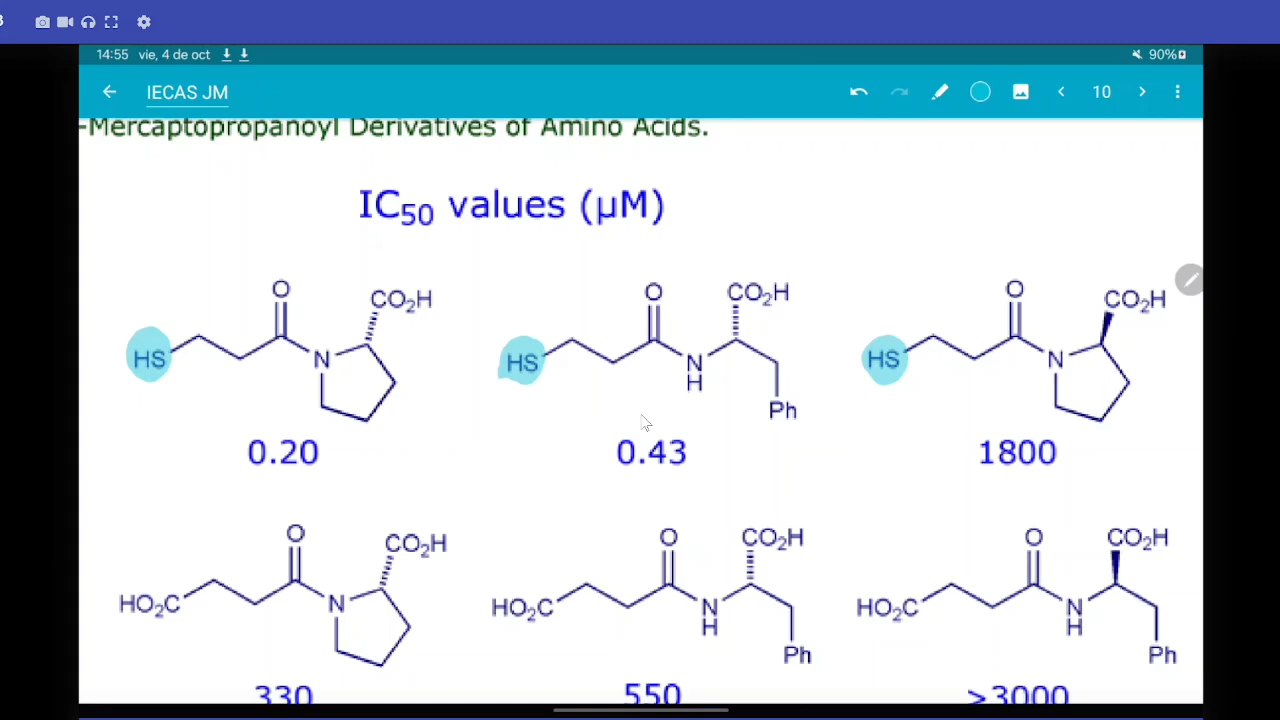 3
14:55 vie, 4 de oct 90%
IECAS JM 10
-Mercaptopropanoyl Derivatives of Amino Acids.
IC50 values (µM)
O CO2H O CO2H O CO2H
HS N HS N H Ph HS N
0.20 0.43 1800
O CO2H O CO2H O CO2H
HO2C N HO2C N H Ph HO2C N H Ph
330 550 >3000